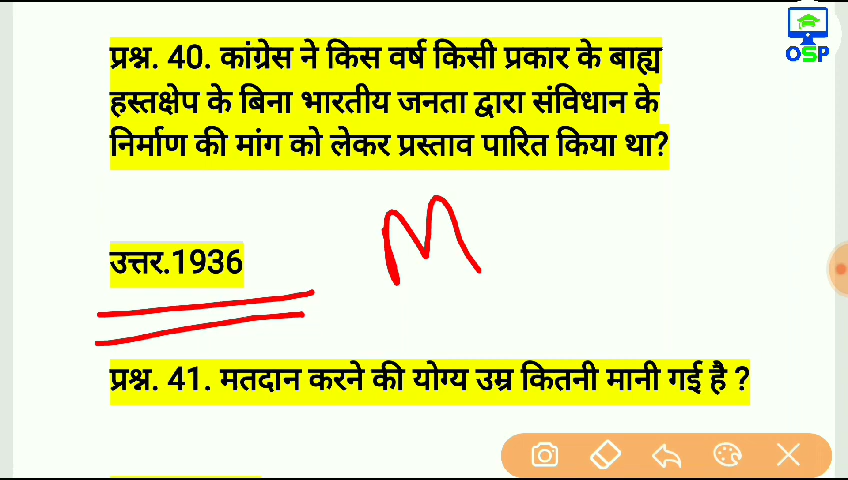 OSP
प्रश्न. 40. कांग्रेस ने किस वर्ष किसी प्रकार के बाह्य
हस्तक्षेप के बिना भारतीय जनता द्वारा संविधान के
निर्माण की मांग को लेकर प्रस्ताव पारित किया था?
M
उत्तर.1936
प्रश्न. 41. मतदान करने की योग्य उम्र कितनी मानी गई है ?